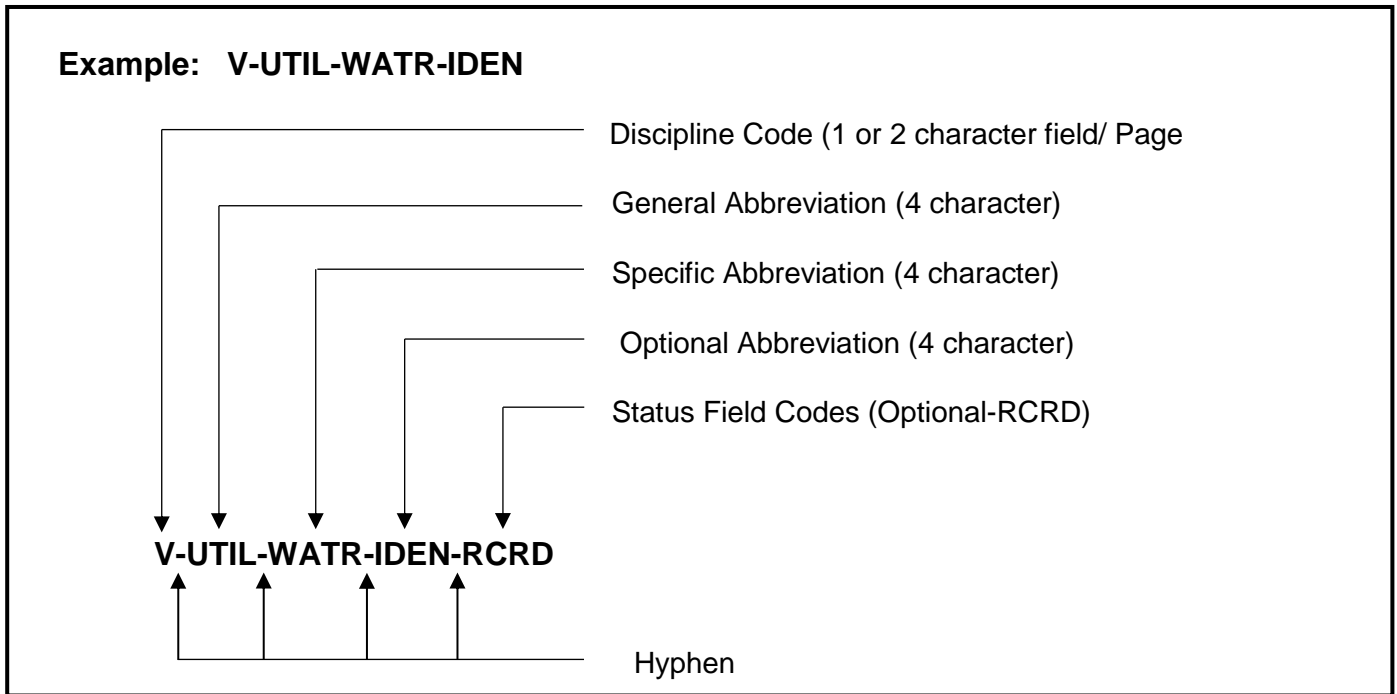 Example: V-UTIL-WATR-IDEN
Discipline Code (1 or 2 character field/ Page
General Abbreviation (4 character)
Specific Abbreviation (4 character)
Optional Abbreviation (4 character)
Status Field Codes (Optional-RCRD)
V-UTIL-WATR-IDEN-RCRD
Hyphen